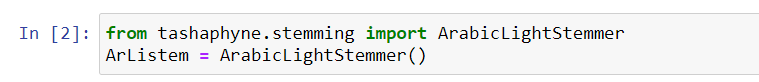 In [2]: from tashaphyne.stemming import ArabicLightStemmer
ArListem = ArabicLightStemmer()